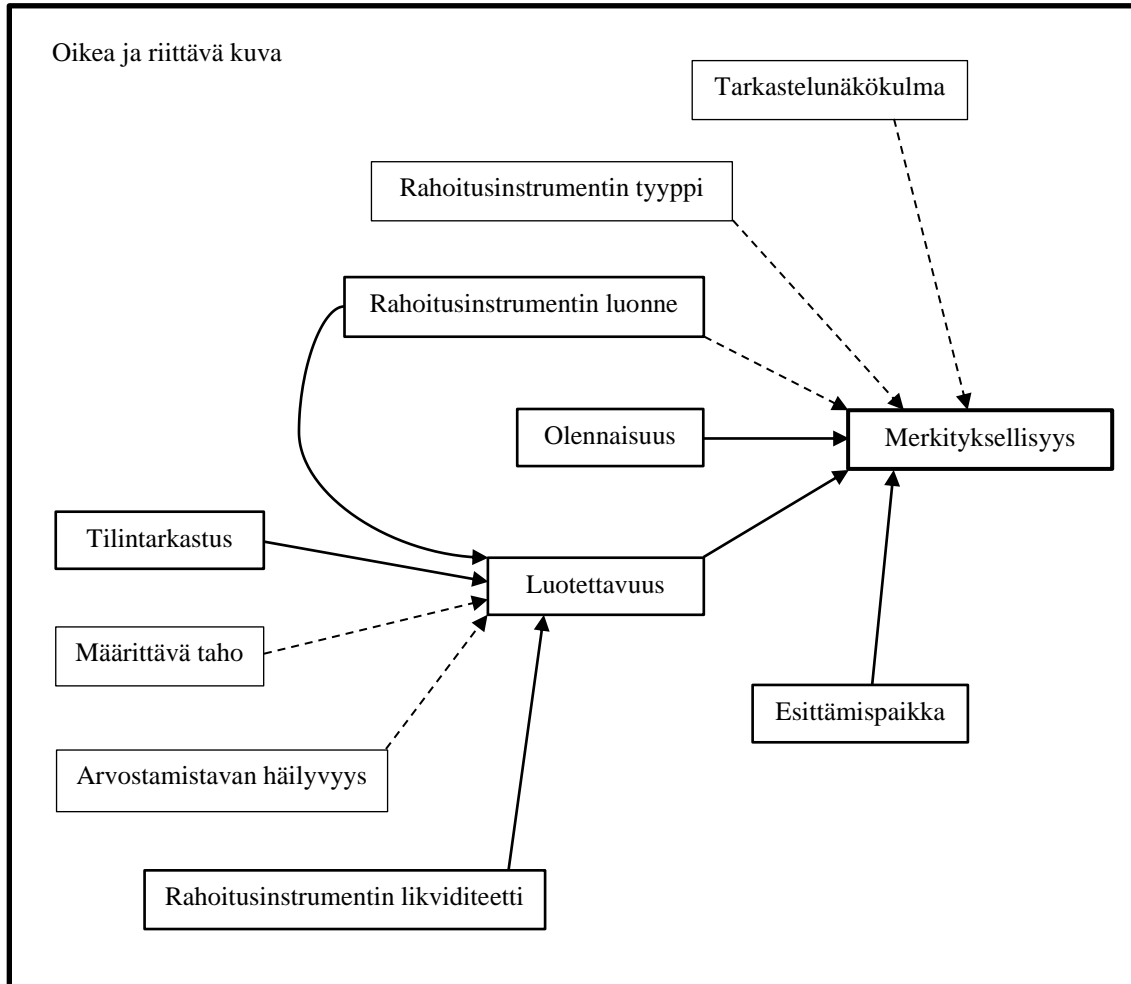 Oikea ja riittävä kuva
Tarkastelunäkökulma
Rahoitusinstrumentin tyyppi
Rahoitusinstrumentin luonne
Olennaisuus
Merkityksellisyys
Tilintarkastus
Luotettavuus
Määrittävä taho
Esittämispaikka
Arvostamistavan häilyvyys
Rahoitusinstrumentin likviditeetti